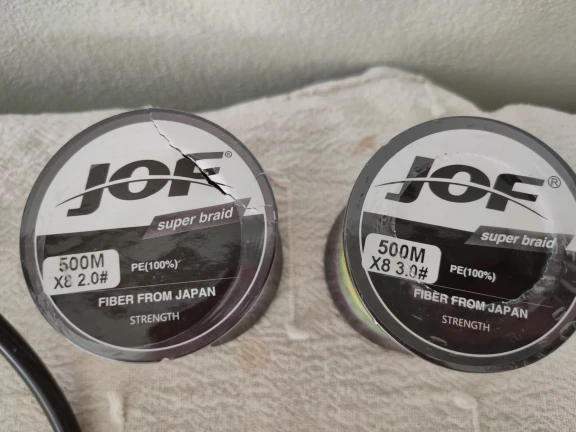 JOF®
super braid
500M
X8 2.0#
PE(100%)
FIBER FROM JAPAN
STRENGTH
JOF®
super braid
500M
X8 3.0#
PE(100%)
FIBER FROM JAPAN
STRENGTH